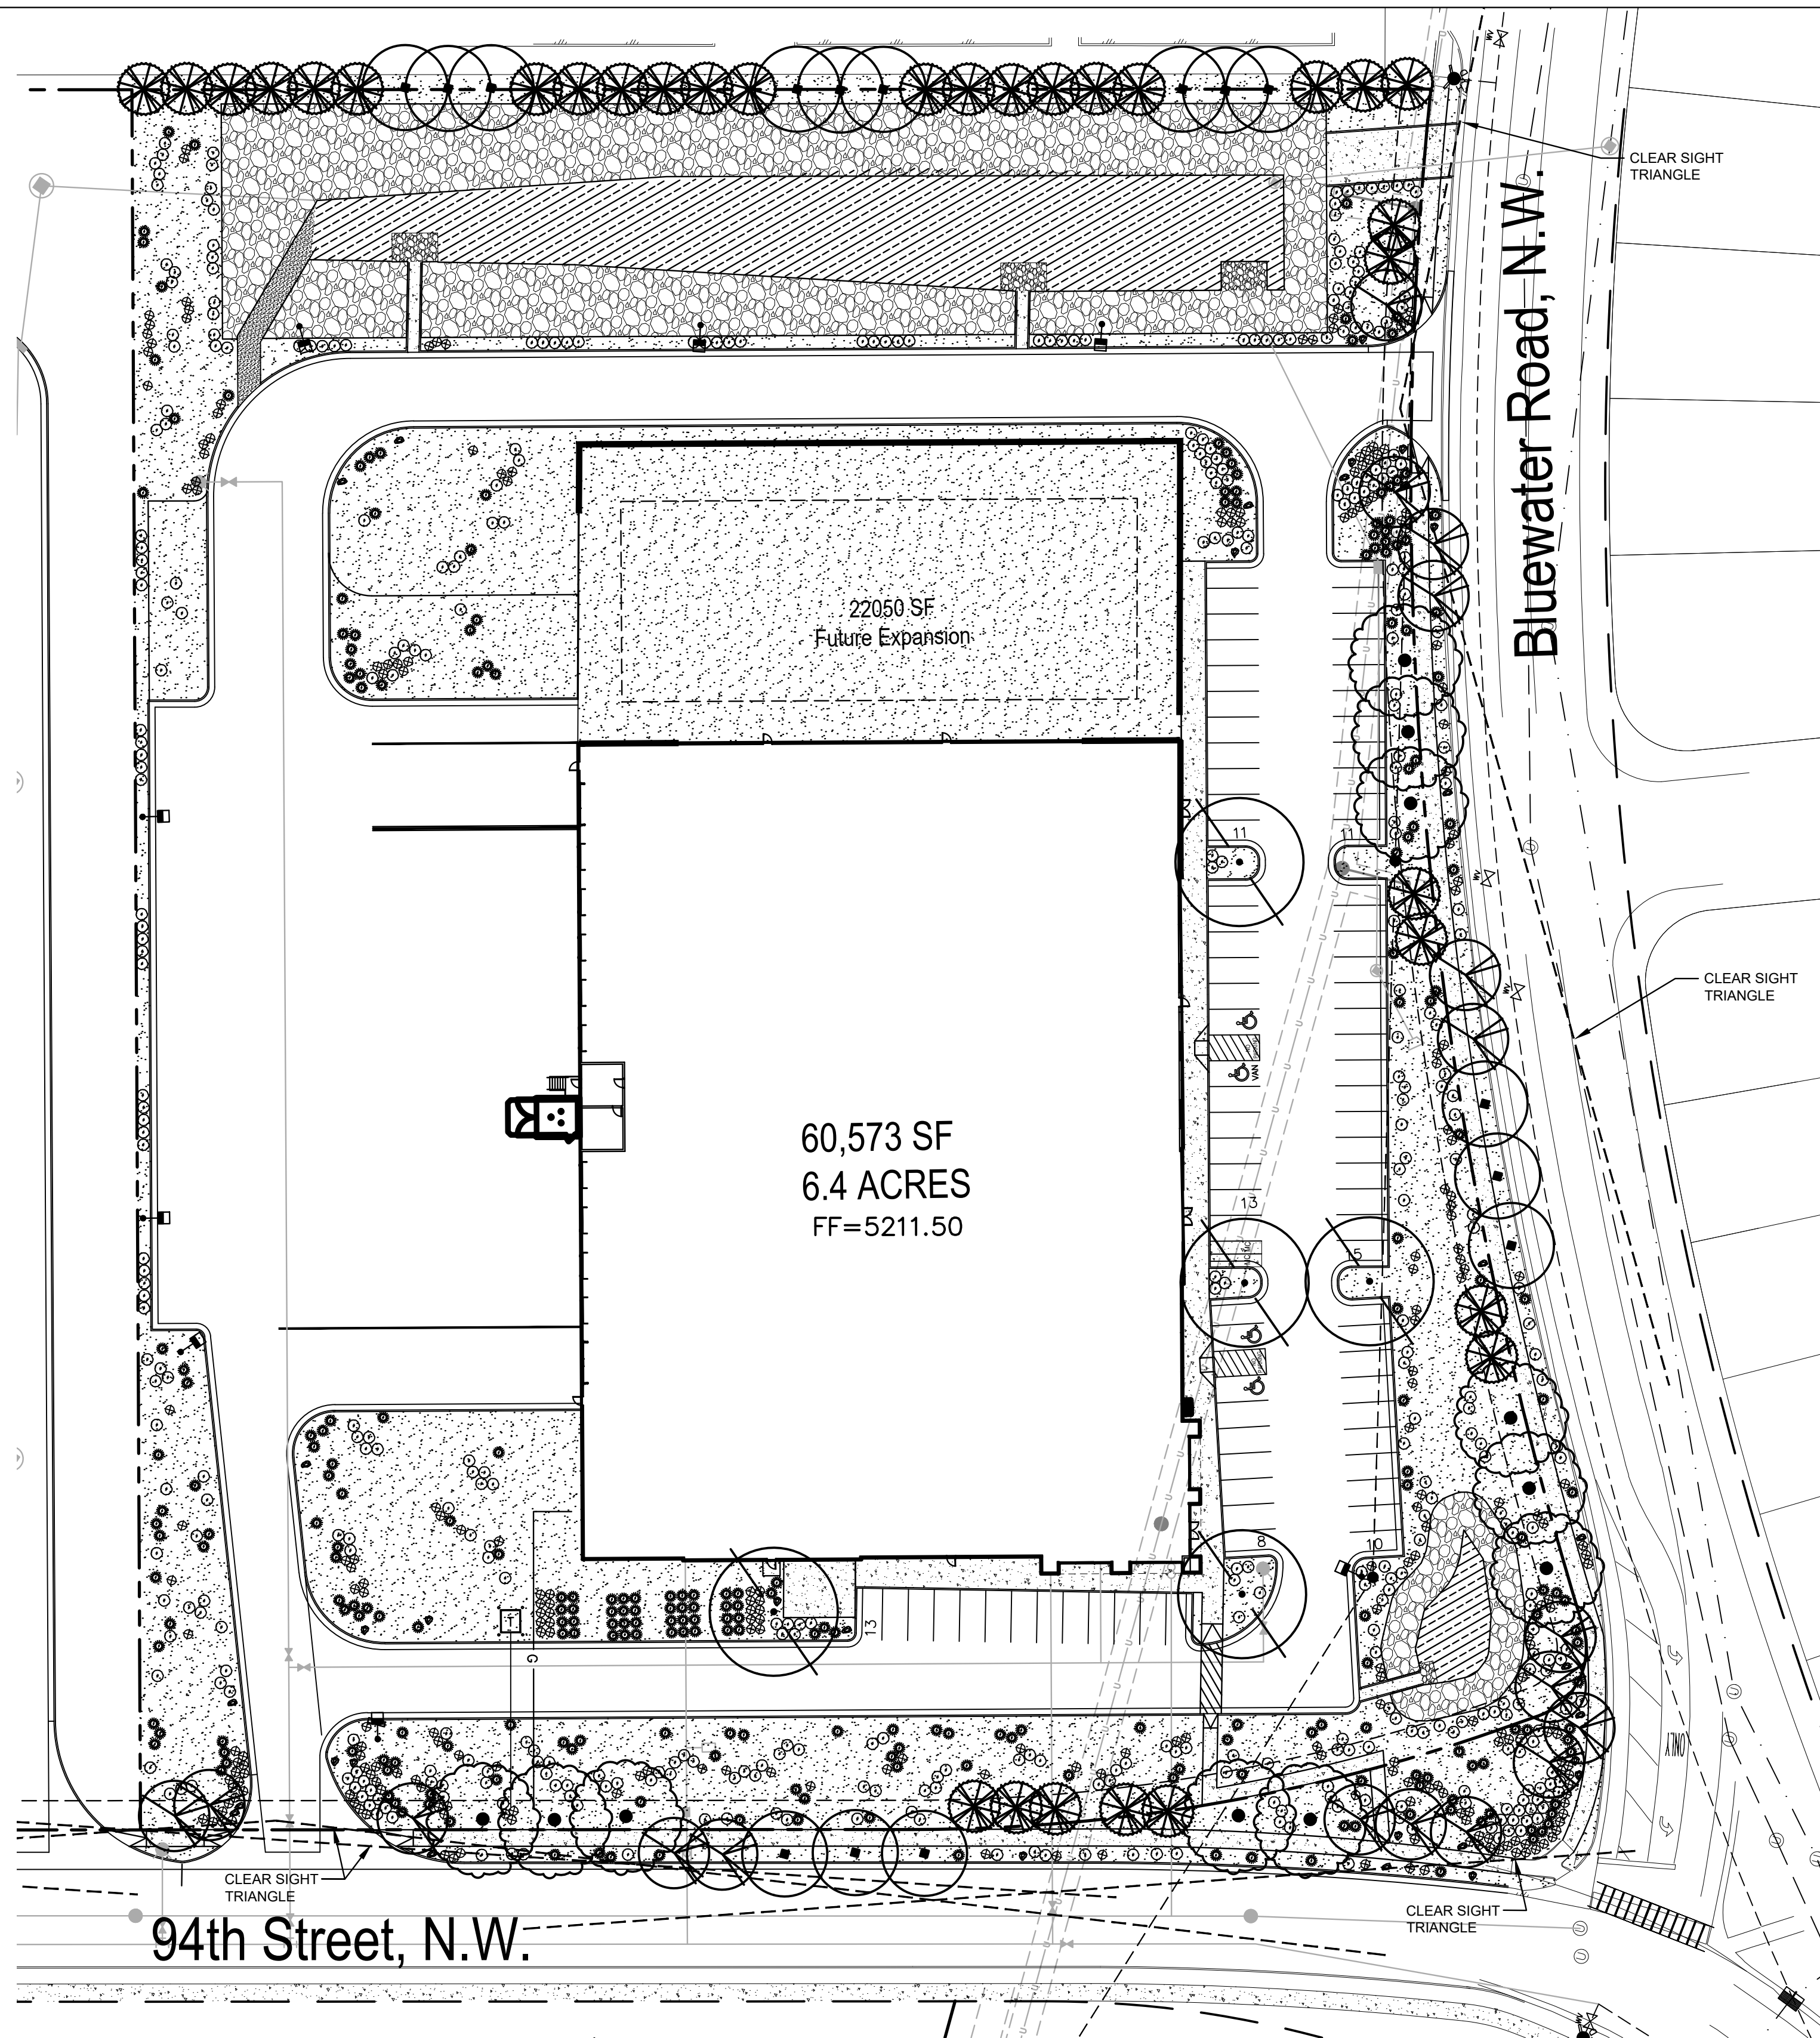 CLEAR SIGHT
TRIANGLE
Bluewater Road, N.W.
22050 SF
Future Expansion
11
11
CLEAR SIGHT
TRIANGLE
VAN
60,573 SF
6.4 ACRES
FF=5211.50
13
15
8
10
13
G
ONLY
CLEAR SIGHT
TRIANGLE
CLEAR SIGHT
TRIANGLE
94th Street, N.W.